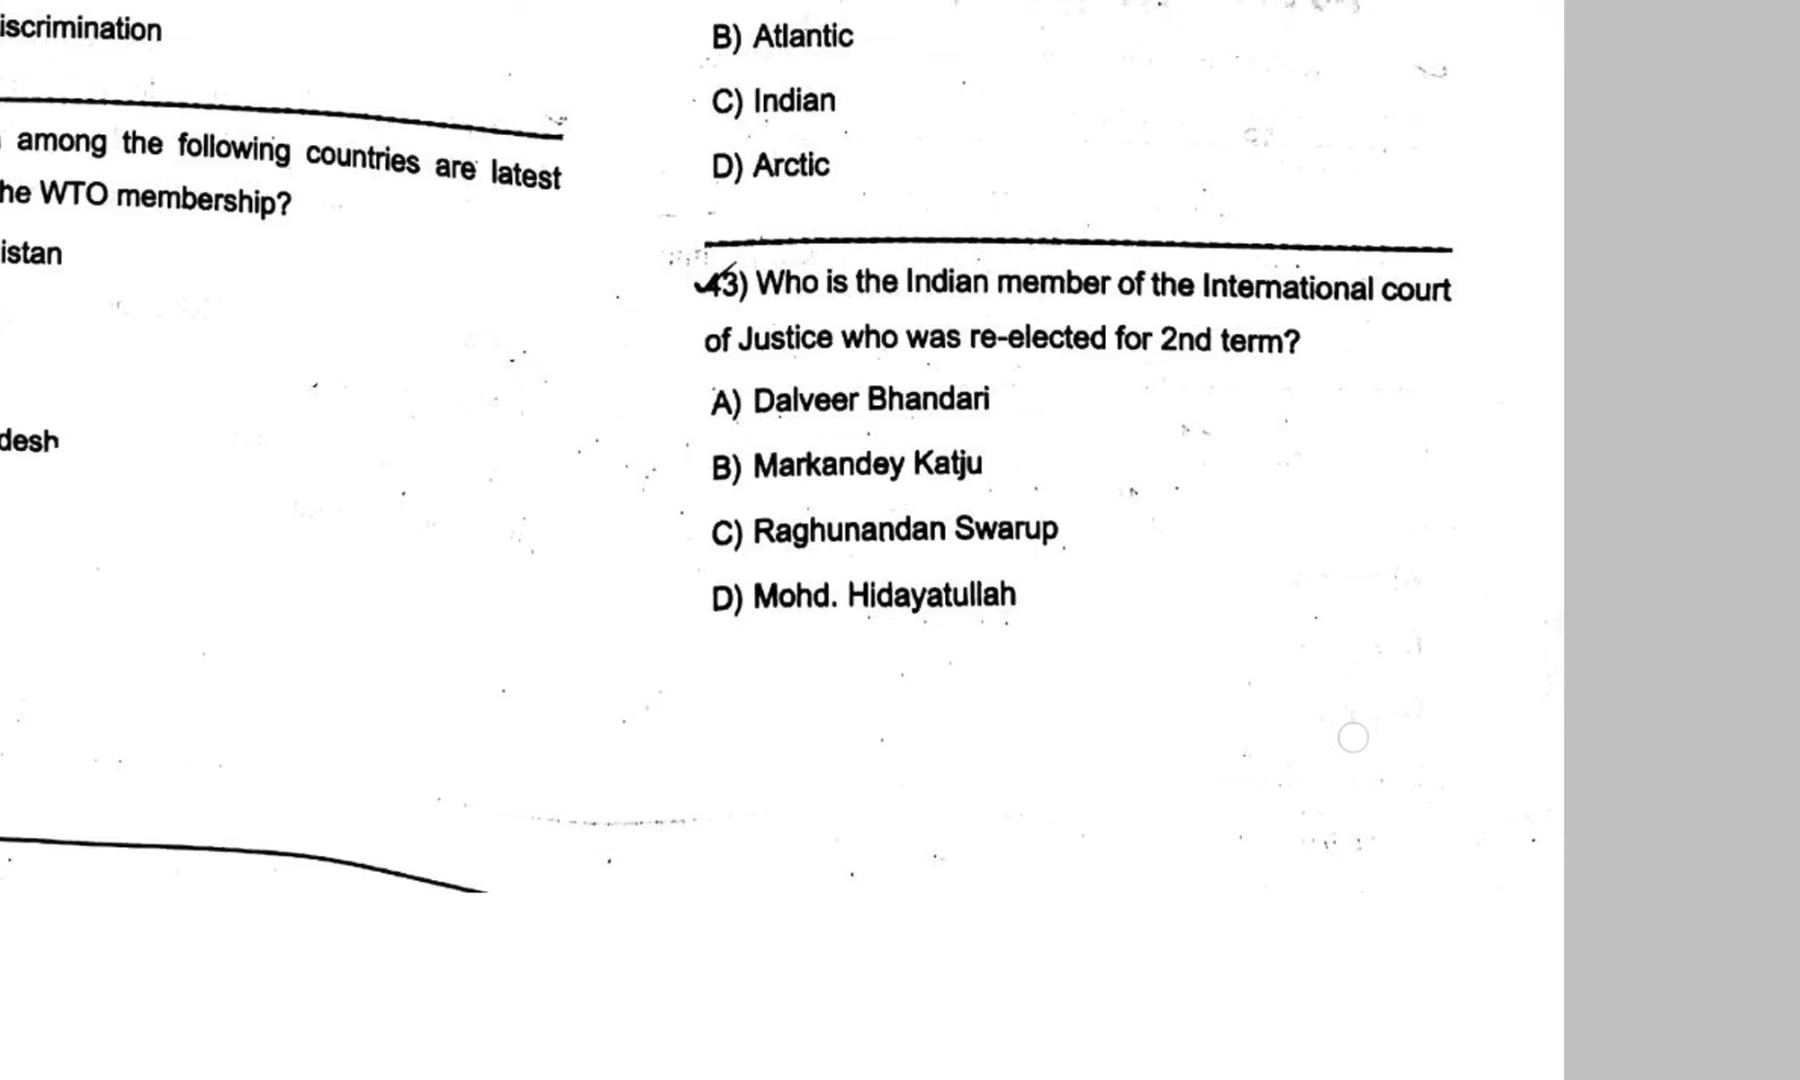 iscrimination
among the following countries are latest
he WTO membership?
istan
desh
B) Atlantic
C) Indian
D) Arctic
43) Who is the Indian member of the International court
of Justice who was re-elected for 2nd term?
A) Dalveer Bhandari
B) Markandey Katju
C) Raghunandan Swarup
D) Mohd. Hidayatullah